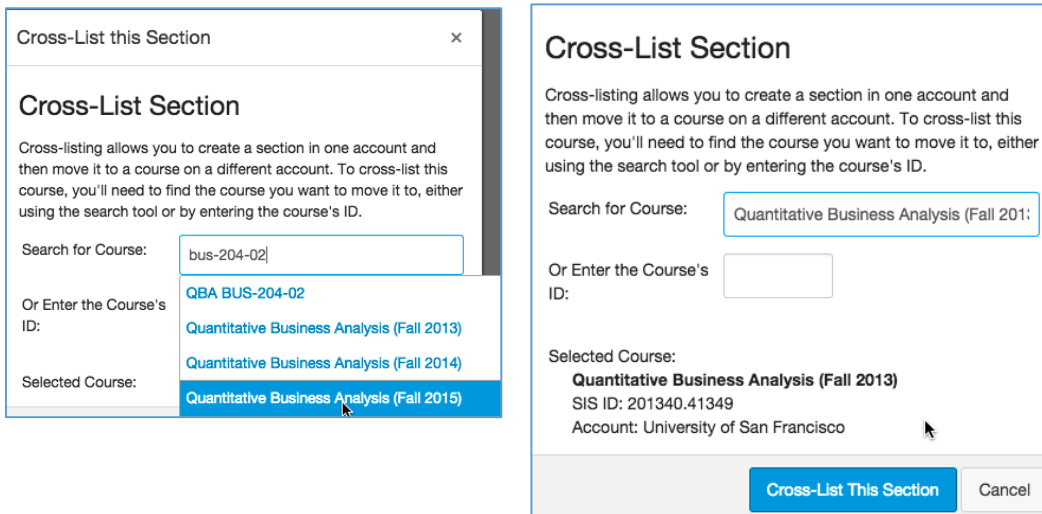 Cross-List this Section ×
Cross-List Section
Cross-listing allows you to create a section in one account and
then move it to a course on a different account. To cross-list this
course, you'll need to find the course you want to move it to, either
using the search tool or by entering the course's ID.
Search for Course:
bus-204-02
Or Enter the Course's
ID:
QBA BUS-204-02
Quantitative Business Analysis (Fall 2013)
Quantitative Business Analysis (Fall 2014)
Quantitative Business Analysis (Fall 2015)
Selected Course:
Cross-List Section
Cross-listing allows you to create a section in one account and
then move it to a course on a different account. To cross-list this
course, you'll need to find the course you want to move it to, either
using the search tool or by entering the course's ID.
Search for Course:
Quantitative Business Analysis (Fall 201
Or Enter the Course's
ID:
Selected Course:
Quantitative Business Analysis (Fall 2013)
SIS ID: 201340.41349
Account: University of San Francisco
Cross-List This Section
Cancel